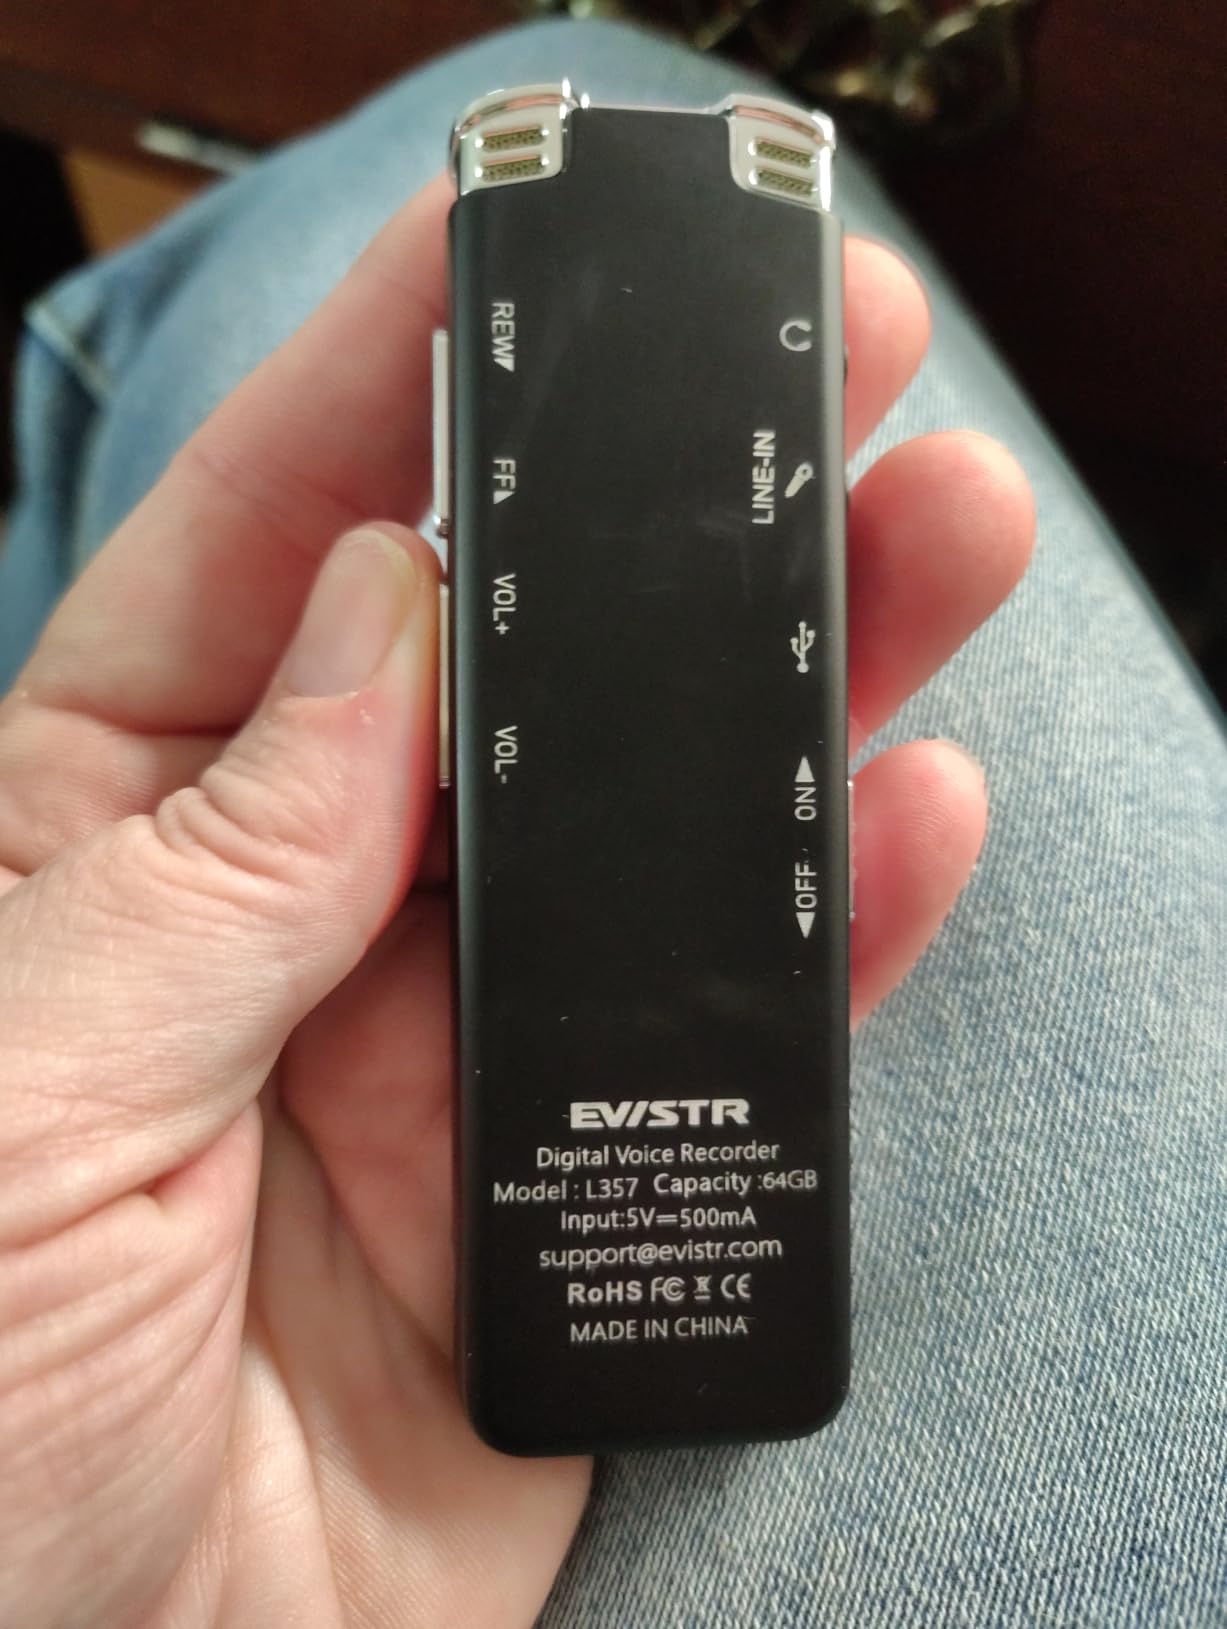 REW
FF
VOL+
VOL-
LINE-IN
ON
OFF
EVISTR
Digital Voice Recorder
Model : L357 Capacity :64GB
Input:5V⎓500mA
support@evistr.com
RoHS FC CE
MADE IN CHINA